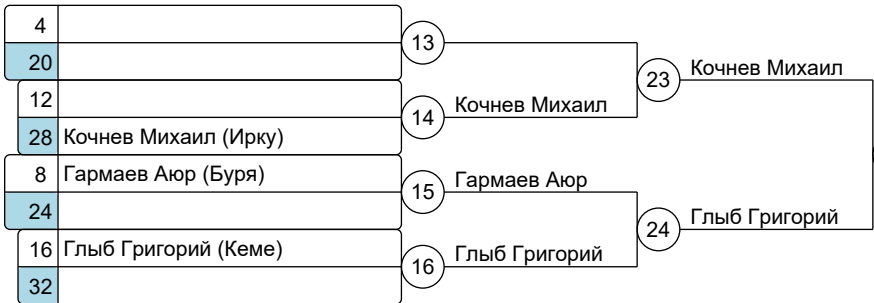 4
20
13
12
28 Кочнев Михаил (Ирку)
14
Кочнев Михаил
23
Кочнев Михаил
8 Гармаев Аюр (Буря)
24
15
Гармаев Аюр
16 Глыб Григорий (Кеме)
32
16
Глыб Григорий
24
Глыб Григорий